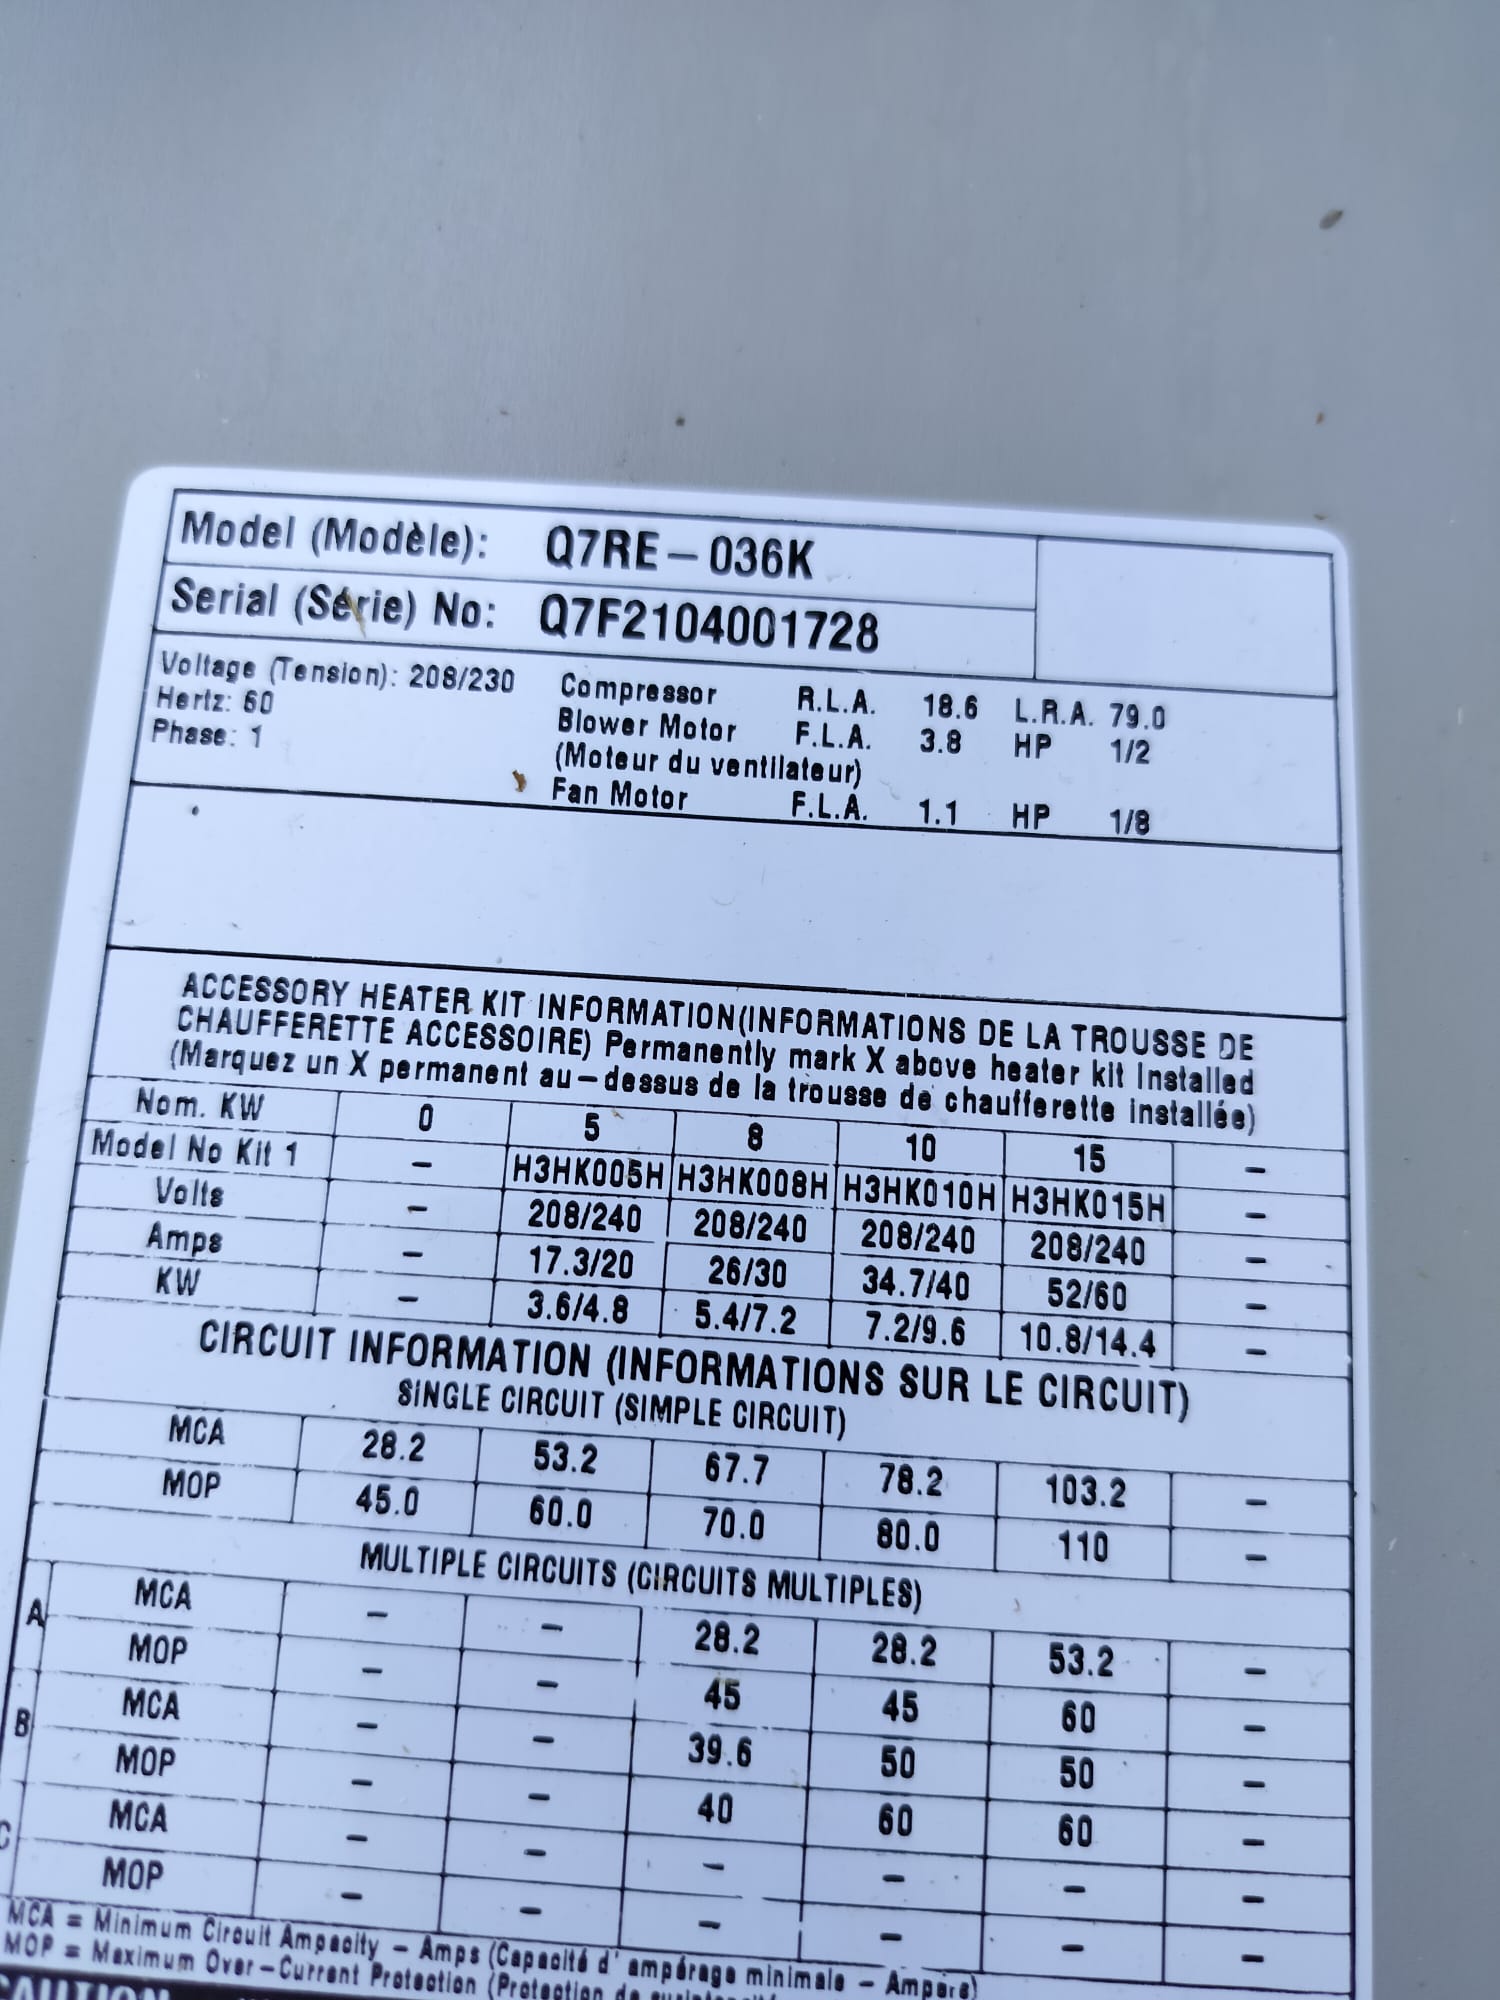 Model (Modèle): Q7RE-036K
Serial (Série) No: Q7F2104001728
Voltage (Tension): 208/230
Hertz: 60
Phase: 1
Compressor R.L.A. 18.6 L.R.A. 79.0
Blower Motor F.L.A. 3.8 HP 1/2
(Moteur du ventilateur)
Fan Motor F.L.A. 1.1 HP 1/8
ACCESSORY HEATER KIT INFORMATION(INFORMATIONS DE LA TROUSSE DE
CHAUFFERETTE ACCESSOIRE) Permanently mark X above heater kit Installed
(Marquez un X permanent au-dessus de la trousse de chaufferette installée)
Nom. KW 0 5 8 10 15 -
Model No Kit 1 - H3HK005H H3HK008H H3HK010H H3HK015H -
Volts - 208/240 208/240 208/240 208/240 -
Amps - 17.3/20 26/30 34.7/40 52/60 -
KW - 3.6/4.8 5.4/7.2 7.2/9.6 10.8/14.4 -
CIRCUIT INFORMATION (INFORMATIONS SUR LE CIRCUIT)
SINGLE CIRCUIT (SIMPLE CIRCUIT)
MCA 28.2 53.2 67.7 78.2 103.2 -
MOP 45.0 60.0 70.0 80.0 110 -
MULTIPLE CIRCUITS (CIRCUITS MULTIPLES)
A MCA - - 28.2 28.2 53.2 -
MOP - - 45 45 60 -
B MCA - - 39.6 50 50 -
MOP - - 40 60 60 -
C MCA - - - - - -
MOP - - - - - -
MCA = Minimum Circuit Ampacity - Amps (Capacité d' ampérage minimale - Ampers)
MOP = Maximum Over-Current Protection (Protection de
CAUTION